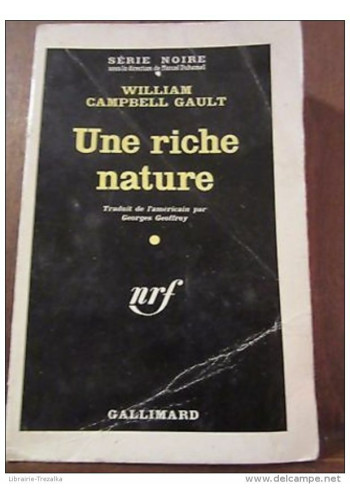 SÉRIE NOIRE
sous la direction de Marcel Duhamel
WILLIAM
CAMPBELL GAULT
Une riche
nature
Traduit de l'américain par
Georges Geoffroy
nrf
GALLIMARD
Librairie-Trezalka
www.delcampe.net